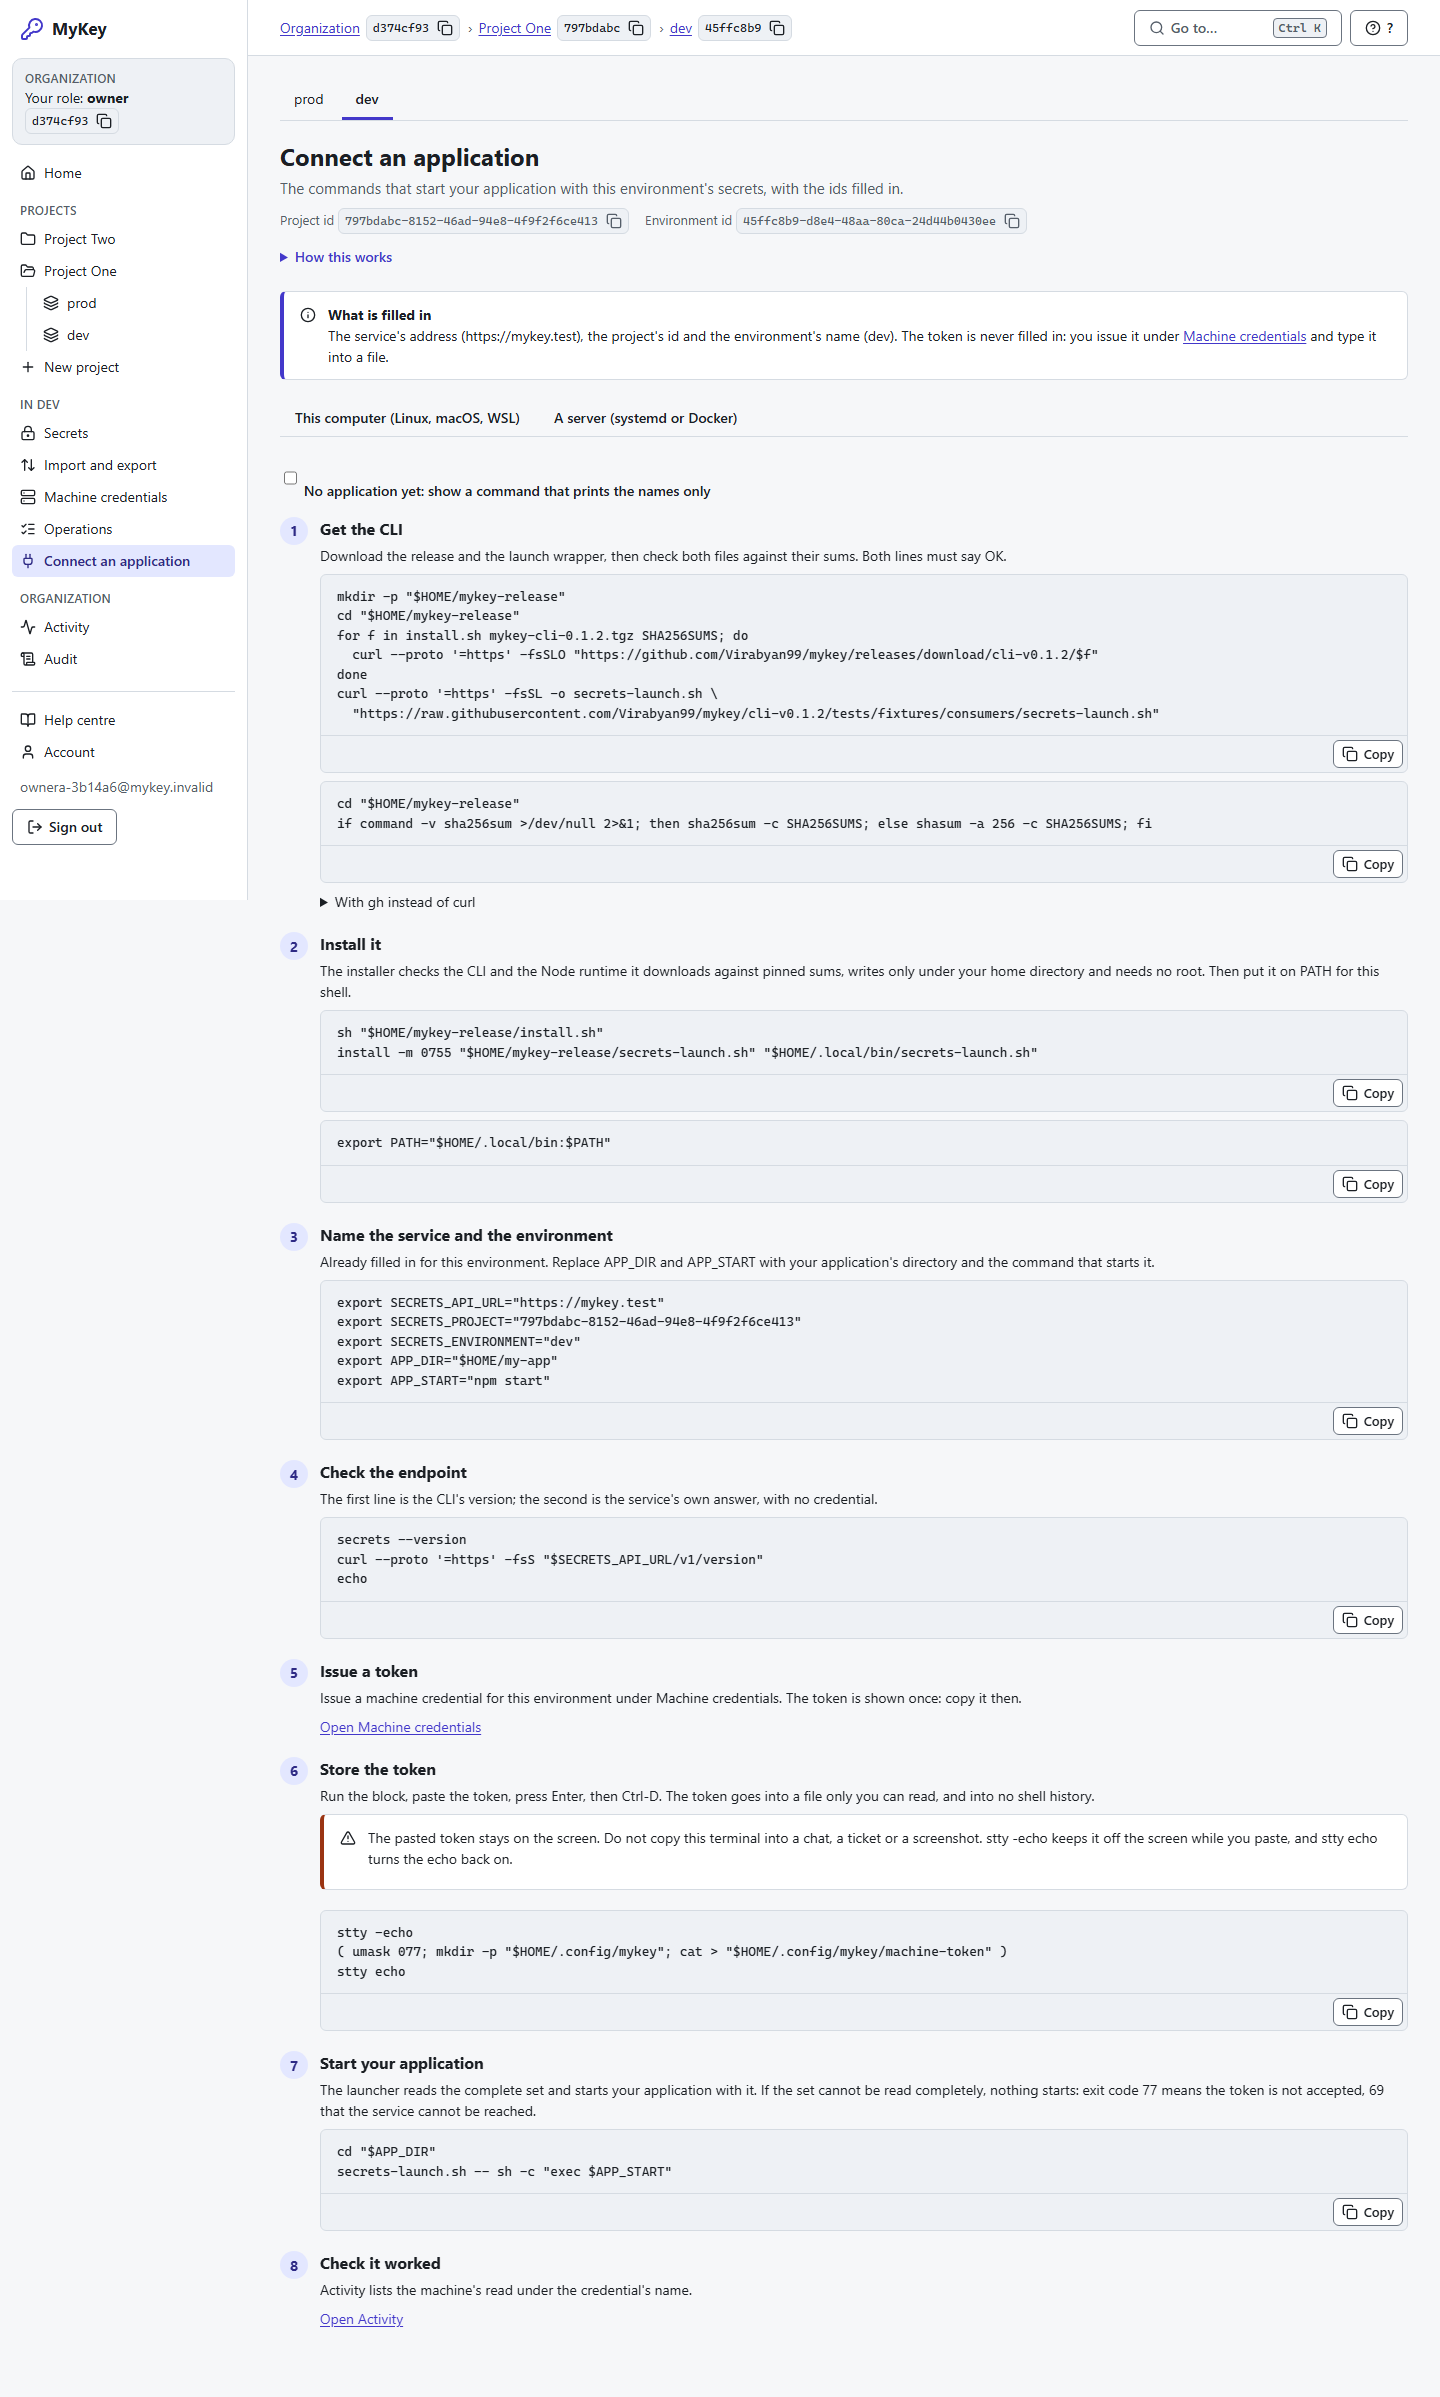 MyKey
ORGANIZATION
Your role: owner
d374cf93
Home
PROJECTS
Project Two
Project One
prod
dev
New project
IN DEV
Secrets
Import and export
Machine credentials
Operations
Connect an application
ORGANIZATION
Activity
Audit
Help centre
Account
ownera-3b14a6@mykey.invalid
Sign out
Organization d374cf93 › Project One 797bdabc › dev 45ffc8b9
Go to... Ctrl K
?
prod dev
Connect an application
The commands that start your application with this environment's secrets, with the ids filled in.
Project id 797bdabc-8152-46ad-94e8-4f9f2f6ce413 Environment id 45ffc8b9-d8e4-48aa-80ca-24d44b0430ee
How this works
What is filled in
The service's address (https://mykey.test), the project's id and the environment's name (dev). The token is never filled in: you issue it under Machine credentials and type it
into a file.
This computer (Linux, macOS, WSL) A server (systemd or Docker)
No application yet: show a command that prints the names only
1 Get the CLI
Download the release and the launch wrapper, then check both files against their sums. Both lines must say OK.
mkdir -p "$HOME/mykey-release"
cd "$HOME/mykey-release"
for f in install.sh mykey-cli-0.1.2.tgz SHA256SUMS; do
  curl --proto '=https' -fsSLO "https://github.com/Virabyan99/mykey/releases/download/cli-v0.1.2/$f"
done
curl --proto '=https' -fsSL -o secrets-launch.sh \
  "https://raw.githubusercontent.com/Virabyan99/mykey/cli-v0.1.2/tests/fixtures/consumers/secrets-launch.sh"
Copy
cd "$HOME/mykey-release"
if command -v sha256sum >/dev/null 2>&1; then sha256sum -c SHA256SUMS; else shasum -a 256 -c SHA256SUMS; fi
Copy
With gh instead of curl
2 Install it
The installer checks the CLI and the Node runtime it downloads against pinned sums, writes only under your home directory and needs no root. Then put it on PATH for this
shell.
sh "$HOME/mykey-release/install.sh"
install -m 0755 "$HOME/mykey-release/secrets-launch.sh" "$HOME/.local/bin/secrets-launch.sh"
Copy
export PATH="$HOME/.local/bin:$PATH"
Copy
3 Name the service and the environment
Already filled in for this environment. Replace APP_DIR and APP_START with your application's directory and the command that starts it.
export SECRETS_API_URL="https://mykey.test"
export SECRETS_PROJECT="797bdabc-8152-46ad-94e8-4f9f2f6ce413"
export SECRETS_ENVIRONMENT="dev"
export APP_DIR="$HOME/my-app"
export APP_START="npm start"
Copy
4 Check the endpoint
The first line is the CLI's version; the second is the service's own answer, with no credential.
secrets --version
curl --proto '=https' -fsS "$SECRETS_API_URL/v1/version"
echo
Copy
5 Issue a token
Issue a machine credential for this environment under Machine credentials. The token is shown once: copy it then.
Open Machine credentials
6 Store the token
Run the block, paste the token, press Enter, then Ctrl-D. The token goes into a file only you can read, and into no shell history.
The pasted token stays on the screen. Do not copy this terminal into a chat, a ticket or a screenshot. stty -echo keeps it off the screen while you paste, and stty echo
turns the echo back on.
stty -echo
( umask 077; mkdir -p "$HOME/.config/mykey"; cat > "$HOME/.config/mykey/machine-token" )
stty echo
Copy
7 Start your application
The launcher reads the complete set and starts your application with it. If the set cannot be read completely, nothing starts: exit code 77 means the token is not accepted, 69
that the service cannot be reached.
cd "$APP_DIR"
secrets-launch.sh -- sh -c "exec $APP_START"
Copy
8 Check it worked
Activity lists the machine's read under the credential's name.
Open Activity